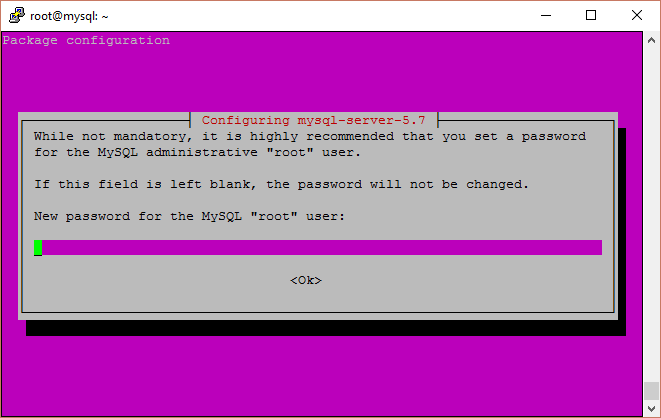 root@mysql: ~
Package configuration
Configuring mysql-server-5.7
While not mandatory, it is highly recommended that you set a password
for the MySQL administrative "root" user.
If this field is left blank, the password will not be changed.
New password for the MySQL "root" user:
<Ok>